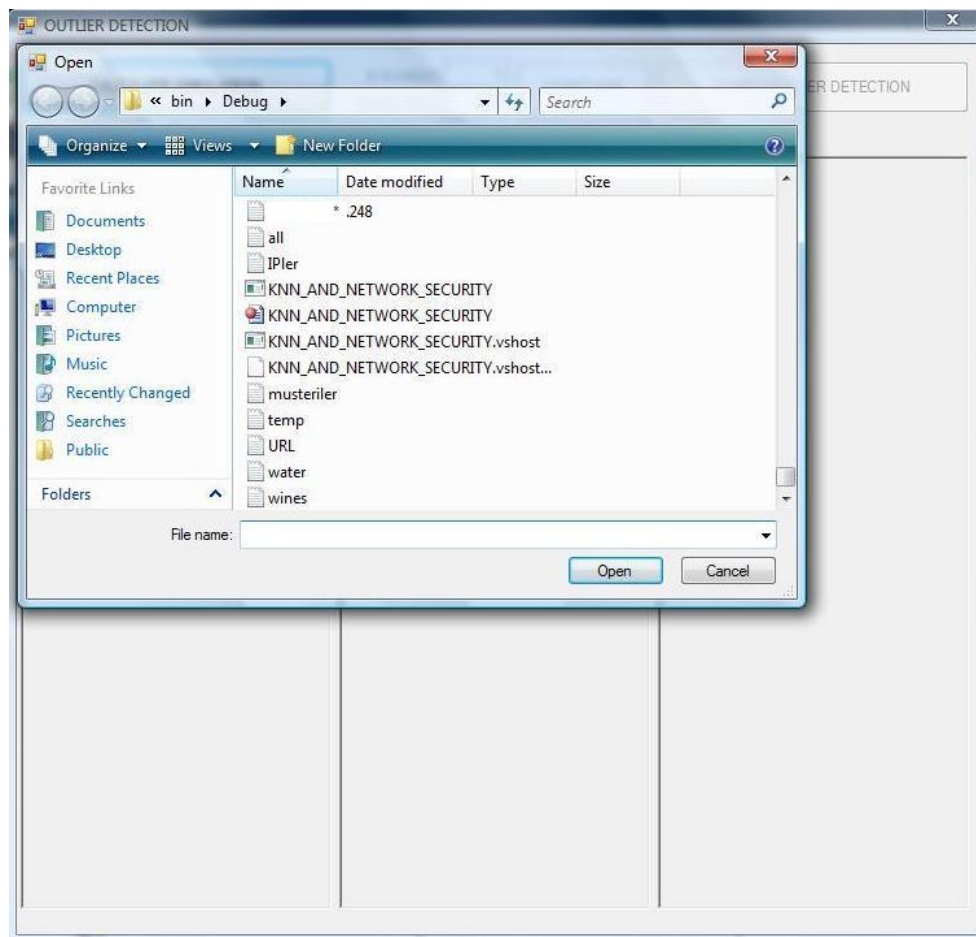 OUTLIER DETECTION
Open
« bin Debug
Search
ER DETECTION
Organize Views New Folder
Favorite Links
Name Date modified Type Size
Documents
Desktop
Recent Places
Computer
Pictures
Music
Recently Changed
Searches
Public
Folders
* .248
all
IPler
KNN_AND_NETWORK_SECURITY
KNN_AND_NETWORK_SECURITY
KNN_AND_NETWORK_SECURITY.vshost
KNN_AND_NETWORK_SECURITY.vshost...
musteriler
temp
URL
water
wines
File name:
Open Cancel